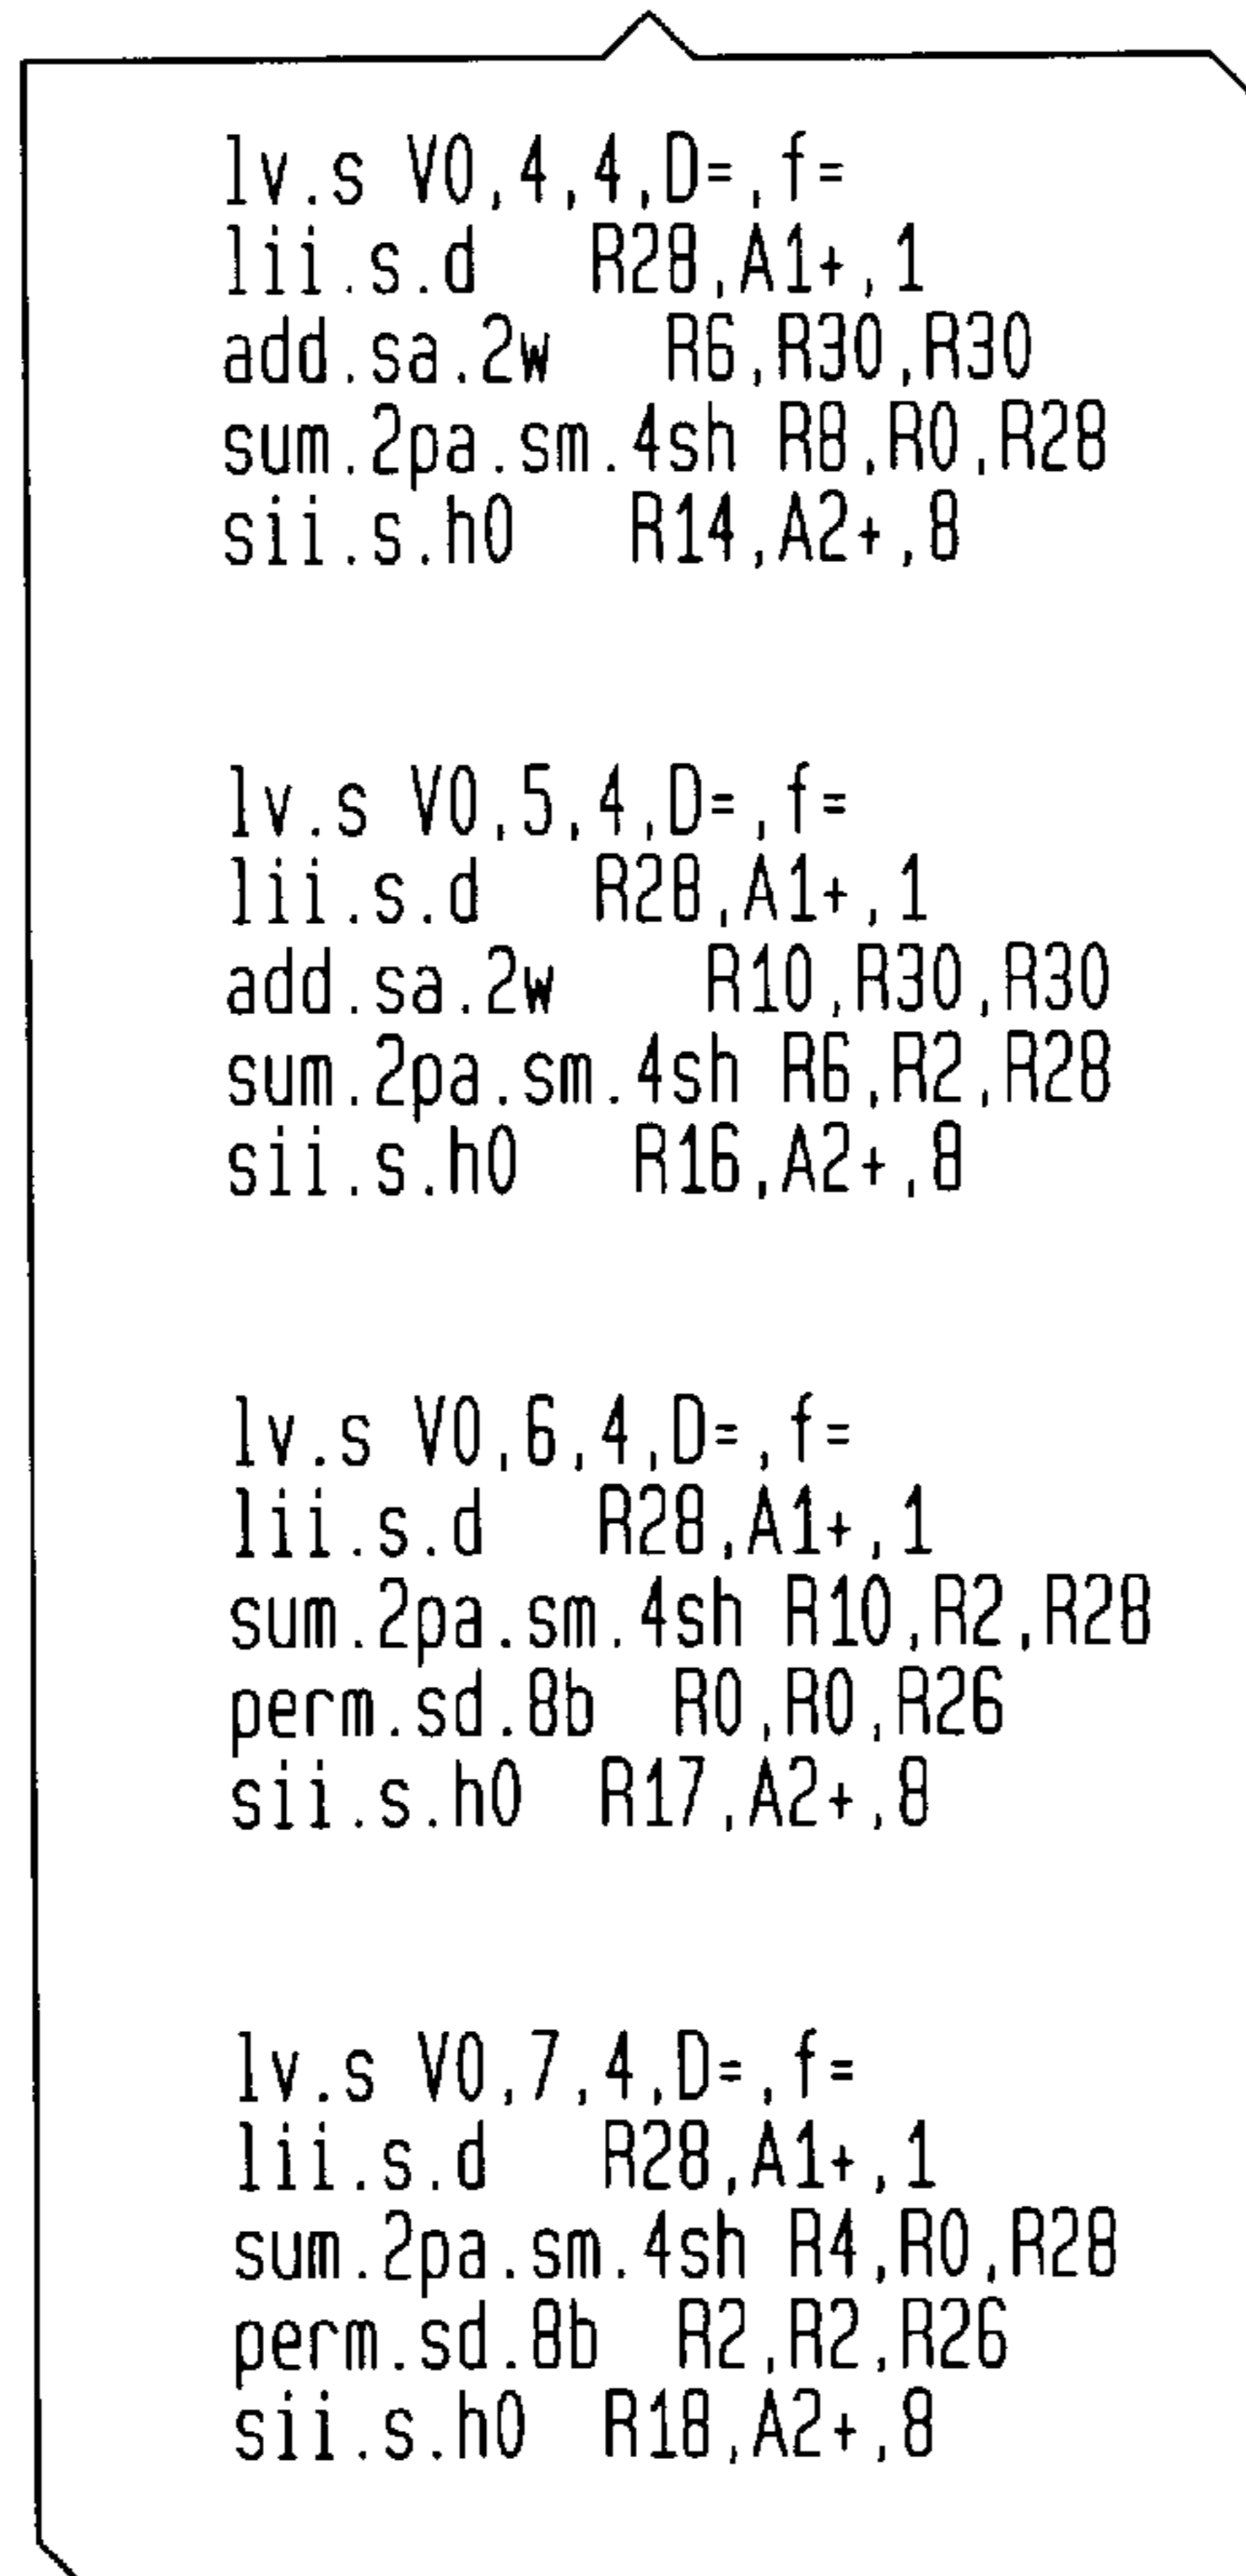 lv.s V0,4,4,D=,f=
lii.s.d R28,A1+,1
add.sa.2w R6,R30,R30
sum.2pa.sm.4sh R8,R0,R28
sii.s.h0 R14,A2+,8
lv.s V0,5,4,D=,f=
lii.s.d R28,A1+,1
add.sa.2w R10,R30,R30
sum.2pa.sm.4sh R6,R2,R28
sii.s.h0 R16,A2+,8
lv.s V0,6,4,D=,f=
lii.s.d R28,A1+,1
sum.2pa.sm.4sh R10,R2,R28
perm.sd.8b R0,R0,R26
sii.s.h0 R17,A2+,8
lv.s V0,7,4,D=,f=
lii.s.d R28,A1+,1
sum.2pa.sm.4sh R4,R0,R28
perm.sd.8b R2,R2,R26
sii.s.h0 R18,A2+,8